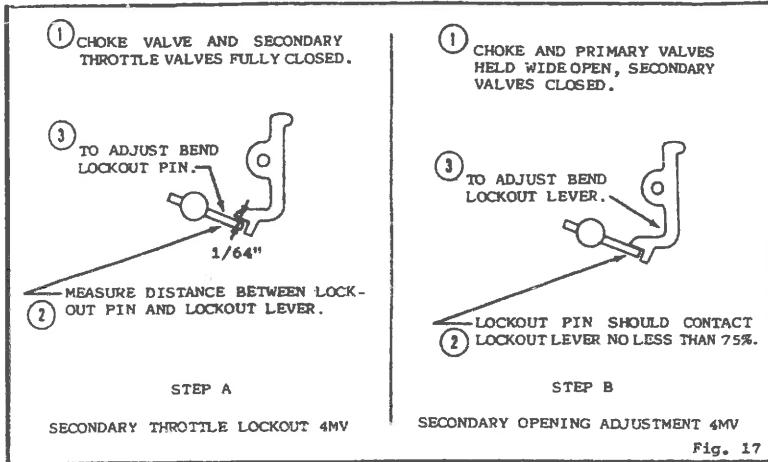 1 CHOKE VALVE AND SECONDARY
THROTTLE VALVES FULLY CLOSED.
3 TO ADJUST BEND
LOCKOUT PIN.
1/64"
MEASURE DISTANCE BETWEEN LOCK-
2 OUT PIN AND LOCKOUT LEVER.
STEP A
SECONDARY THROTTLE LOCKOUT 4MV
1 CHOKE AND PRIMARY VALVES
HELD WIDE OPEN, SECONDARY
VALVES CLOSED.
3 TO ADJUST BEND
LOCKOUT LEVER.
LOCKOUT PIN SHOULD CONTACT
2 LOCKOUT LEVER NO LESS THAN 75%.
STEP B
SECONDARY OPENING ADJUSTMENT 4MV
Fig. 17